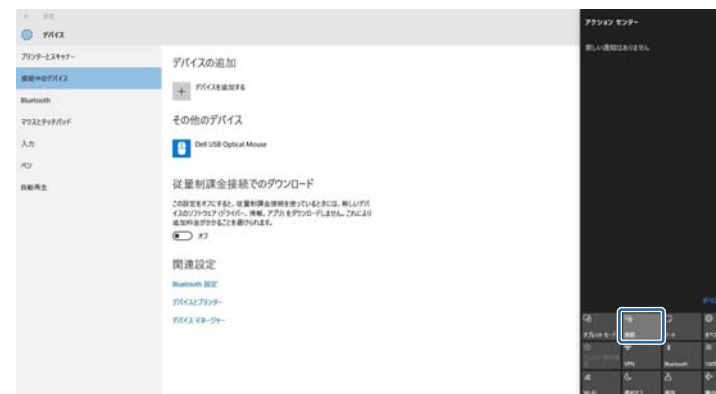 設定
デバイス
プリンターとスキャナー
接続中のデバイス
Bluetooth
マウスとタッチパッド
入力
ペン
自動再生
デバイスの追加
デバイスを追加する
その他のデバイス
Dell USB Optical Mouse
従量制課金接続でのダウンロード
この設定をオフにすると、従量制課金接続を使っているときには、新しいデバ
イスのソフトウェア (ドライバー、情報、アプリ) をダウンロードしません。これにより
追加料金がかかることを避けられます。
オフ
関連設定
Bluetooth 設定
デバイスとプリンター
デバイス マネージャー
アクション センター
新しい通知はありません
タブレット モード
接続
VPN
Bluetooth
Wi-Fi